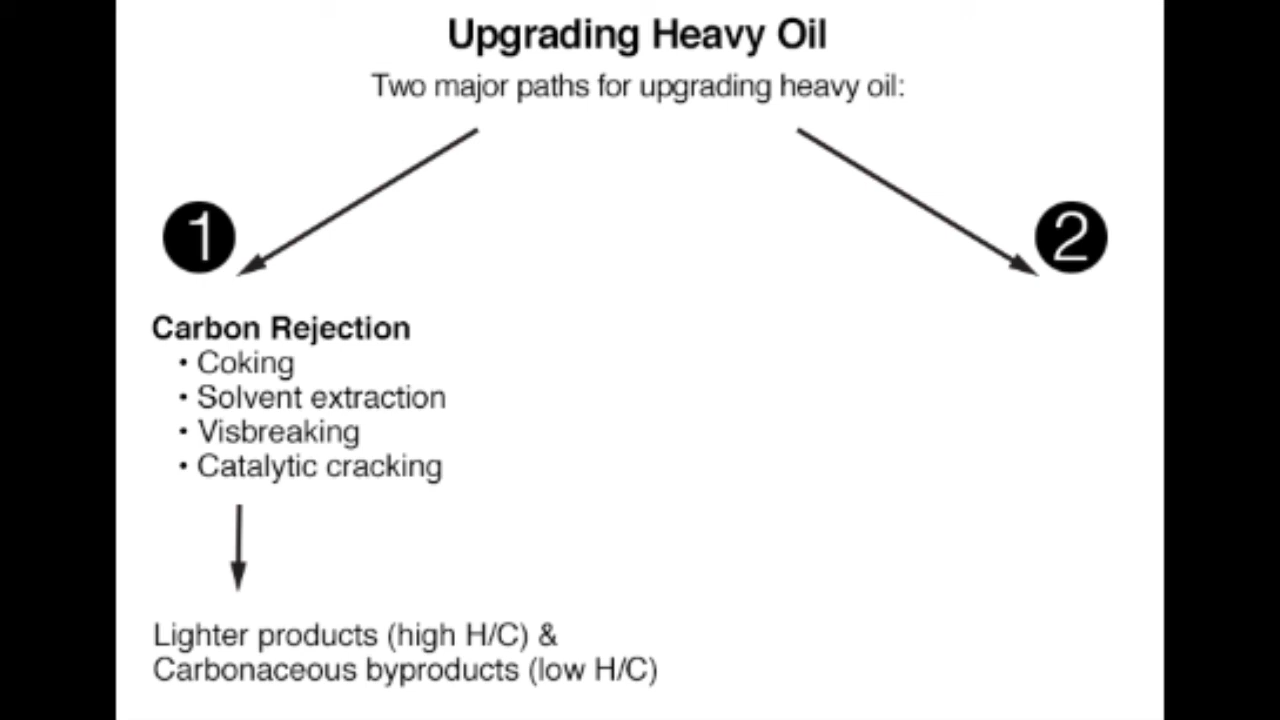 Upgrading Heavy Oil
Two major paths for upgrading heavy oil:
1
2
Carbon Rejection
• Coking
• Solvent extraction
• Visbreaking
• Catalytic cracking
Lighter products (high H/C) &
Carbonaceous byproducts (low H/C)